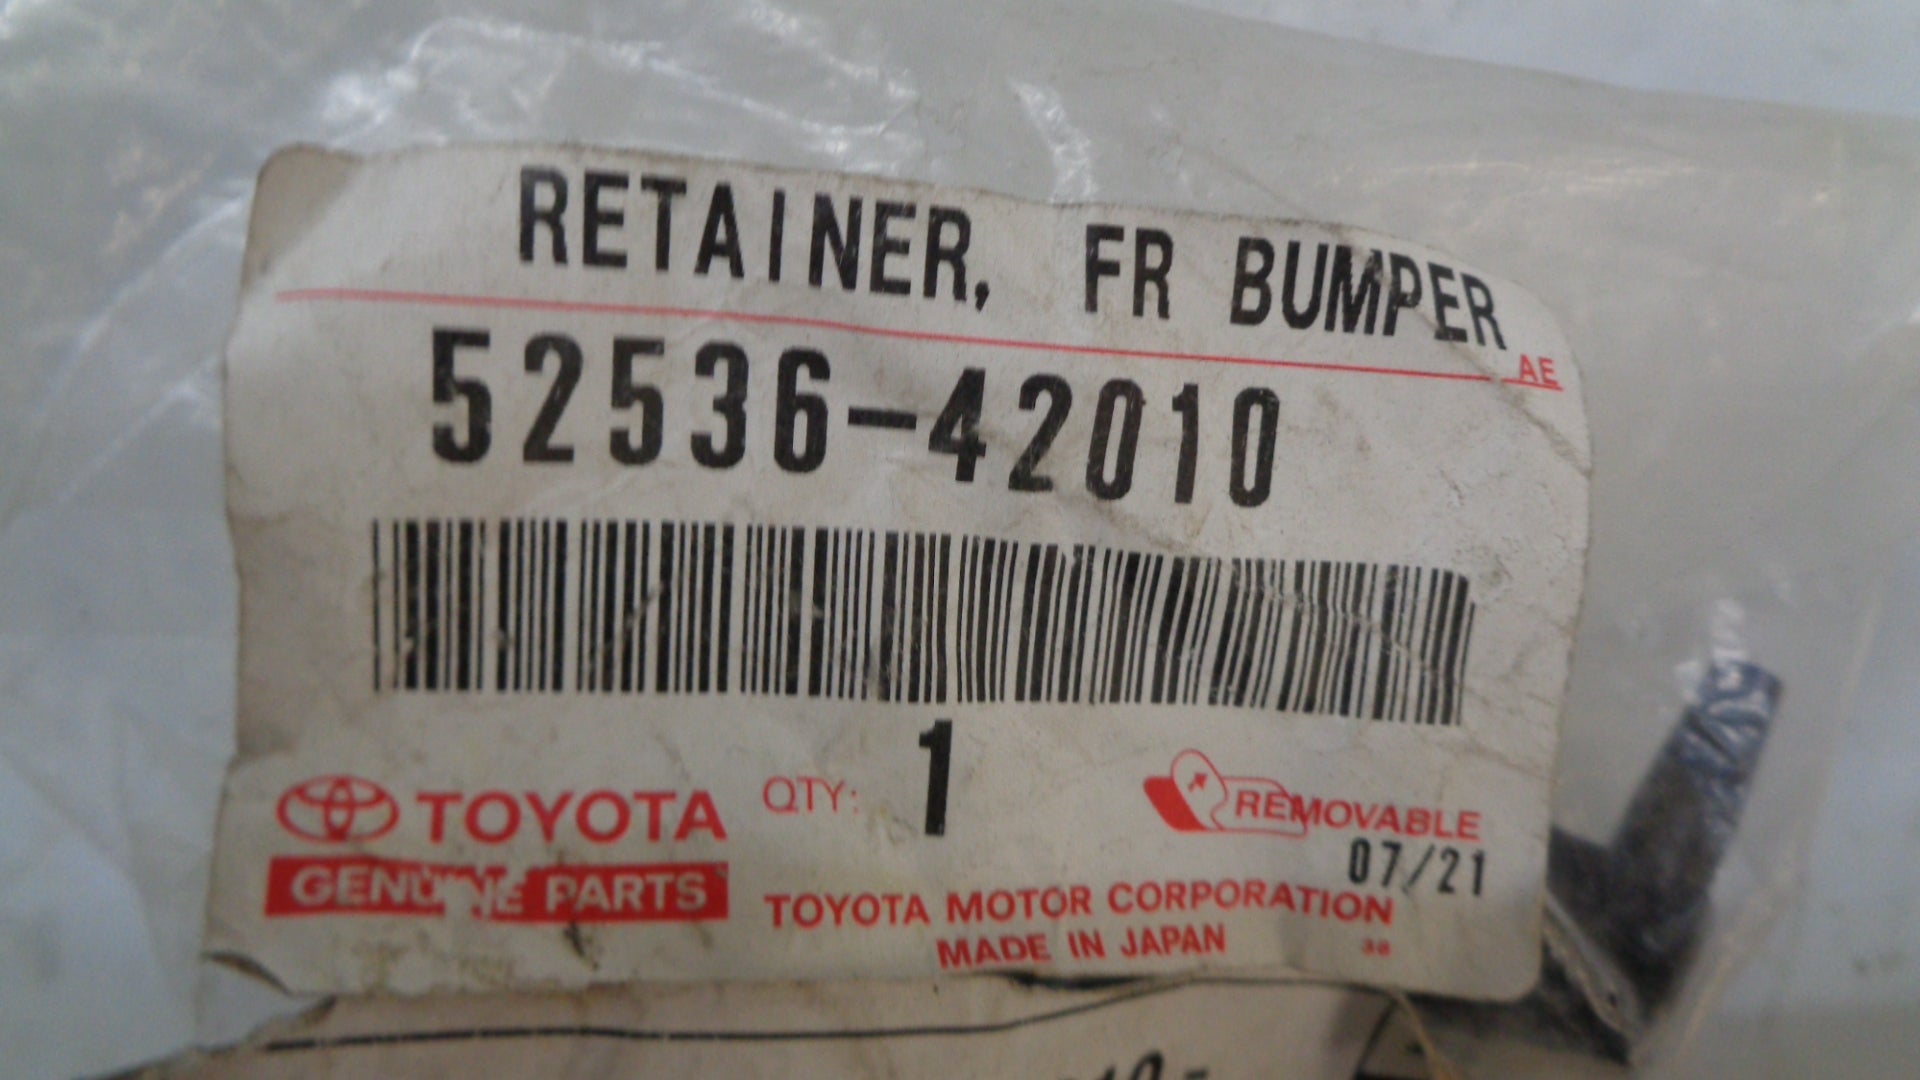 RETAINER, FR BUMPER
AE
52536-42010
1
TOYOTA QTY: REMOVABLE
07/21
GENUINE PARTS
TOYOTA MOTOR CORPORATION
MADE IN JAPAN 38